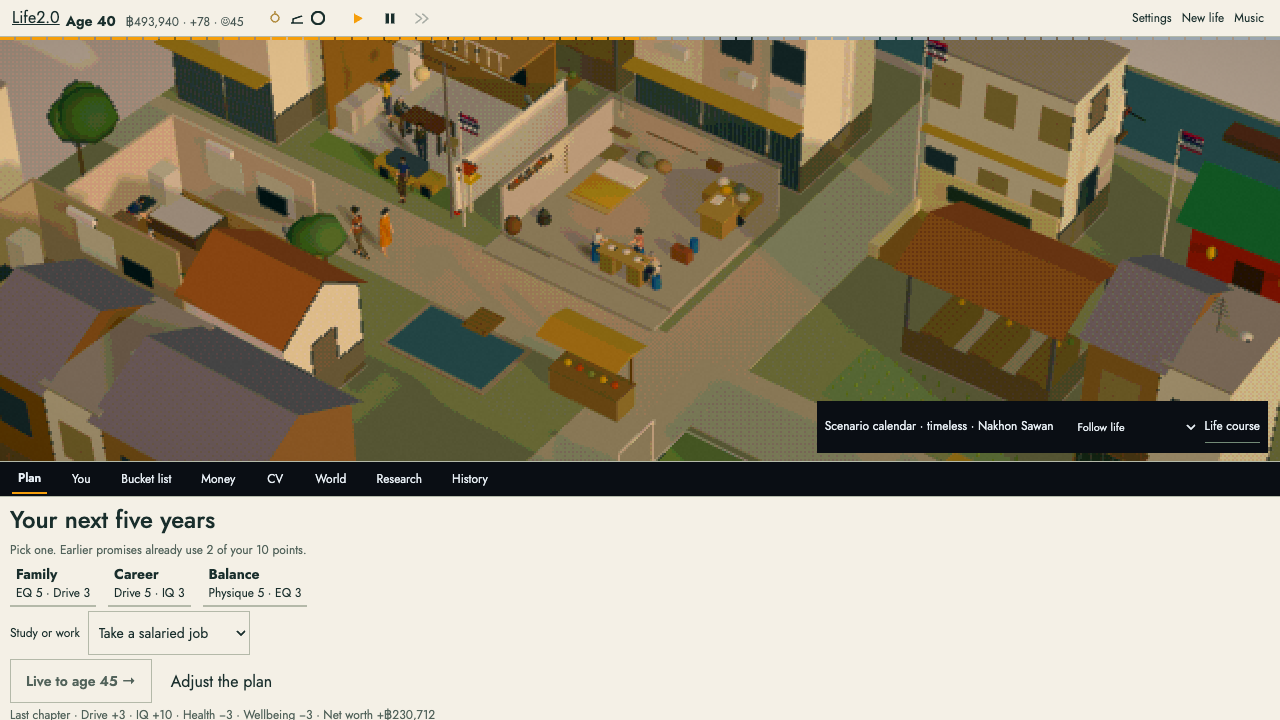 Life2.0 Age 40 ฿493,940 · +78 · ◎45 Settings New life Music
Scenario calendar · timeless · Nakhon Sawan Follow life Life course
Plan You Bucket list Money CV World Research History
Your next five years
Pick one. Earlier promises already use 2 of your 10 points.
Family Career Balance
EQ 5 · Drive 3 Drive 5 · IQ 3 Physique 5 · EQ 3
Study or work Take a salaried job
Live to age 45 → Adjust the plan
Last chapter · Drive +3 · IQ +10 · Health −3 · Wellbeing −3 · Net worth +฿230,712